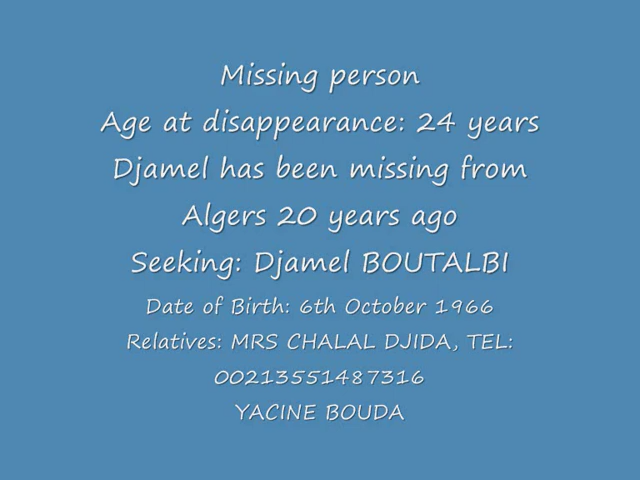 Missing person
Age at disappearance: 24 years
Djamel has been missing from
Algers 20 years ago
Seeking: Djamel BOUTALBI
Date of Birth: 6th October 1966
Relatives: MRS CHALAL DJIDA, TEL:
00213551487316
YACINE BOUDA